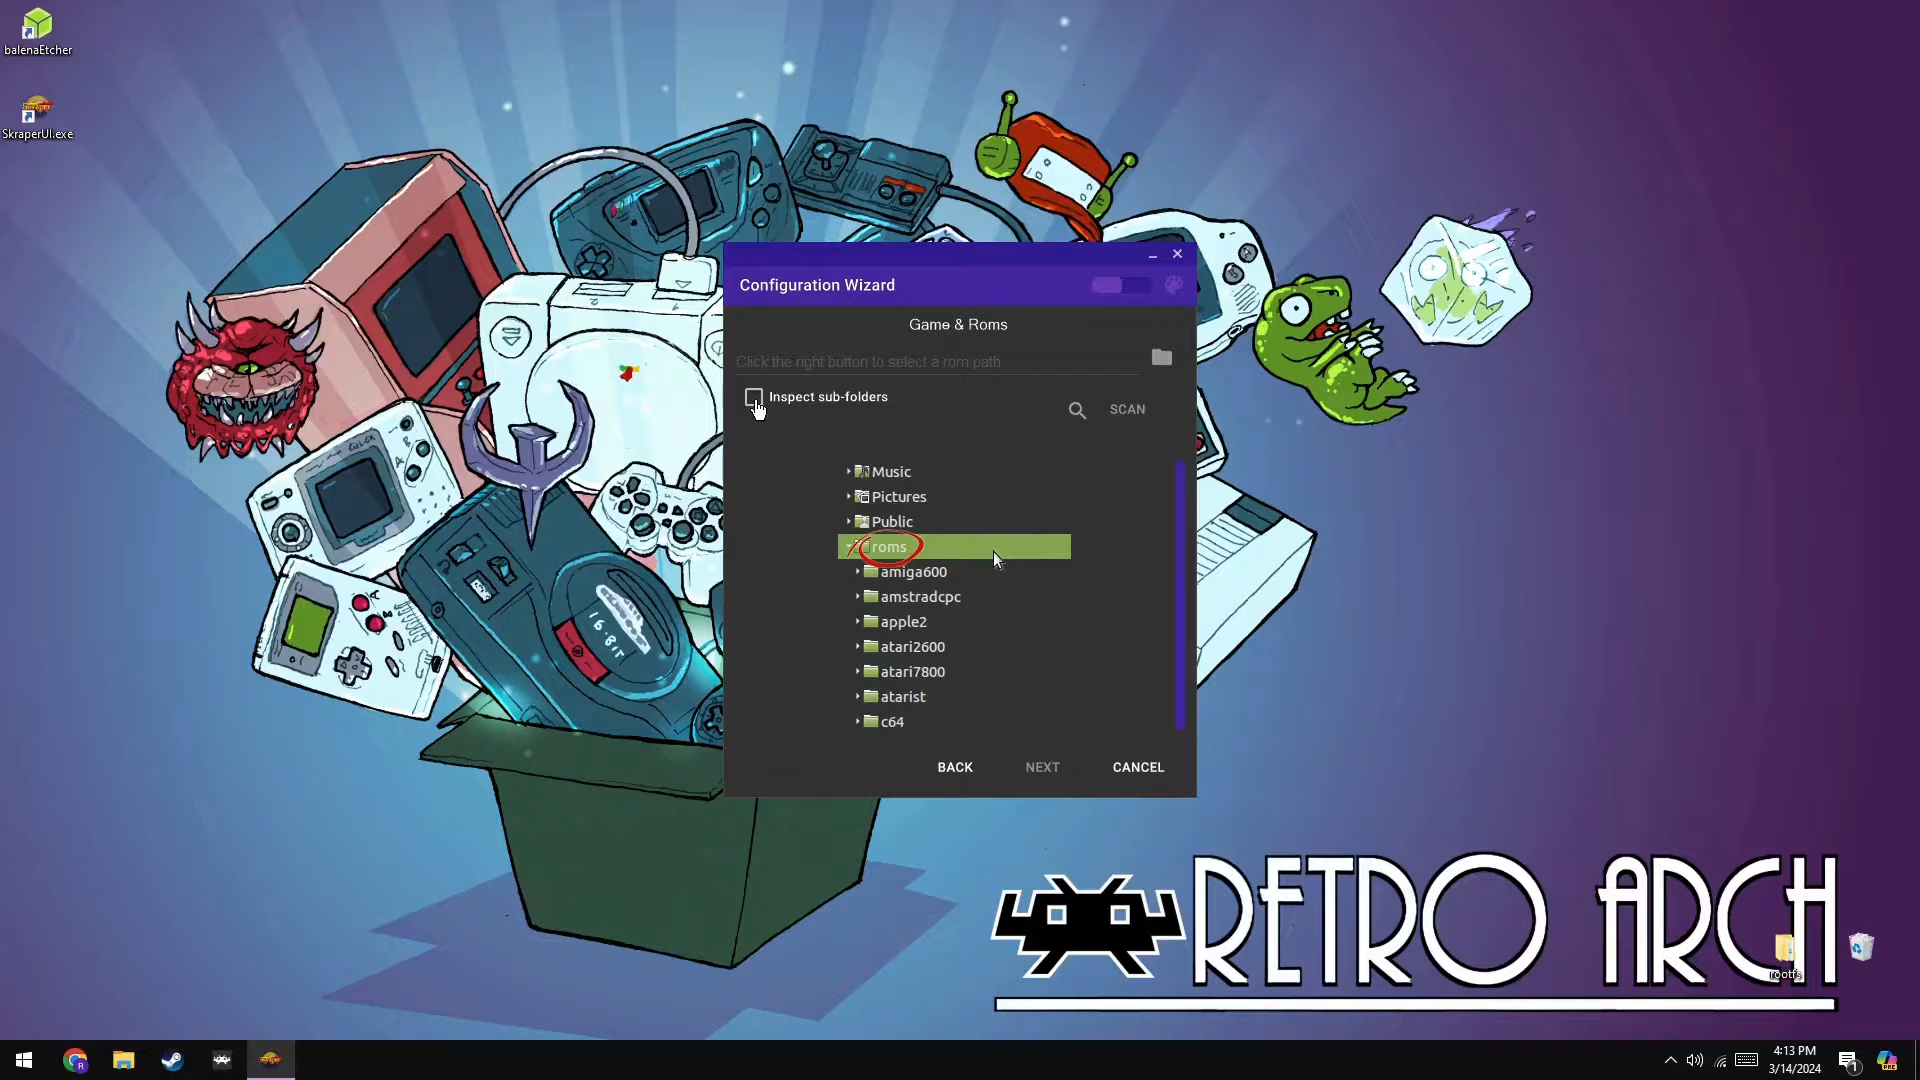 balenaEtcher
SkraperUI.exe
Configuration Wizard
Game & Roms
Click the right button to select a rom path
Inspect sub-folders
SCAN
Music
Pictures
Public
roms
amiga600
amstradcpc
apple2
atari2600
atari7800
atarist
c64
BACK NEXT CANCEL
COLOR
16-BIT
RETRO ARCH
rootfs
4:13 PM
3/14/2024
1